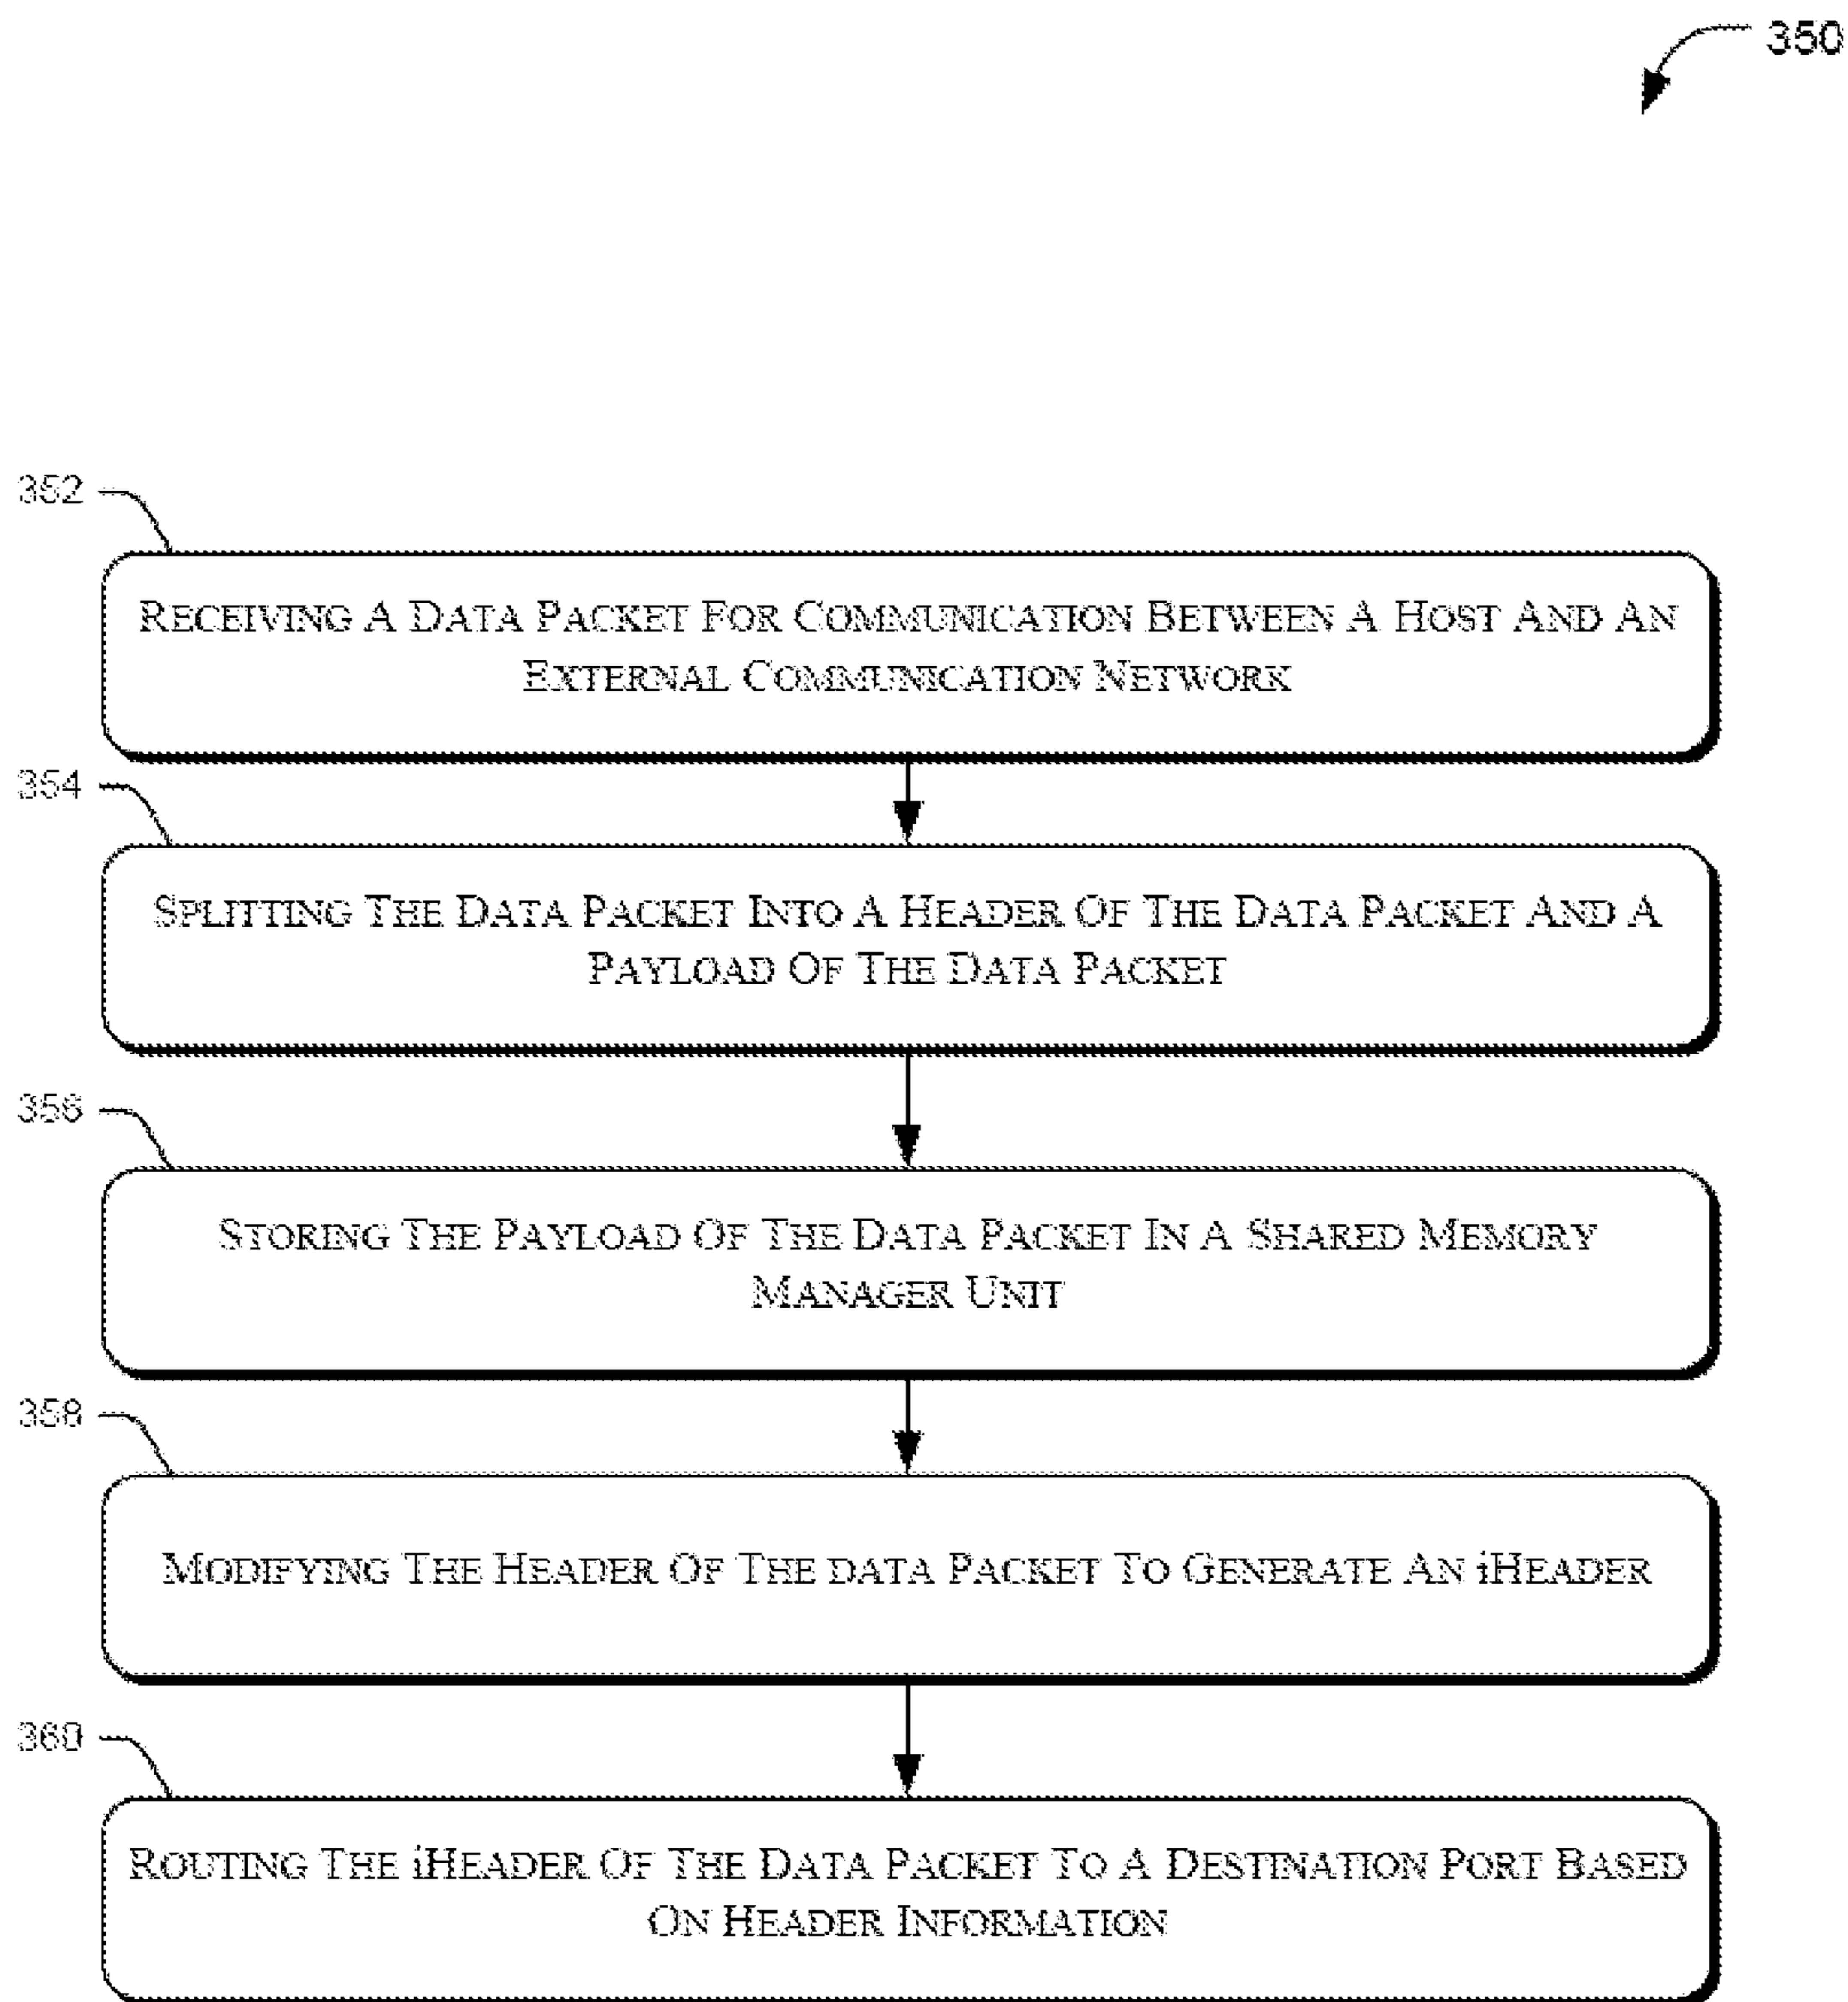 350
352
RECEIVING A DATA PACKET FOR COMMUNICATION BETWEEN A HOST AND AN
EXTERNAL COMMUNICATION NETWORK
354
SPLITTING THE DATA PACKET INTO A HEADER OF THE DATA PACKET AND A
PAYLOAD OF THE DATA PACKET
356
STORING THE PAYLOAD OF THE DATA PACKET IN A SHARED MEMORY
MANAGER UNIT
358
MODIFYING THE HEADER OF THE DATA PACKET TO GENERATE AN iHEADER
360
ROUTING THE iHEADER OF THE DATA PACKET TO A DESTINATION PORT BASED
ON HEADER INFORMATION